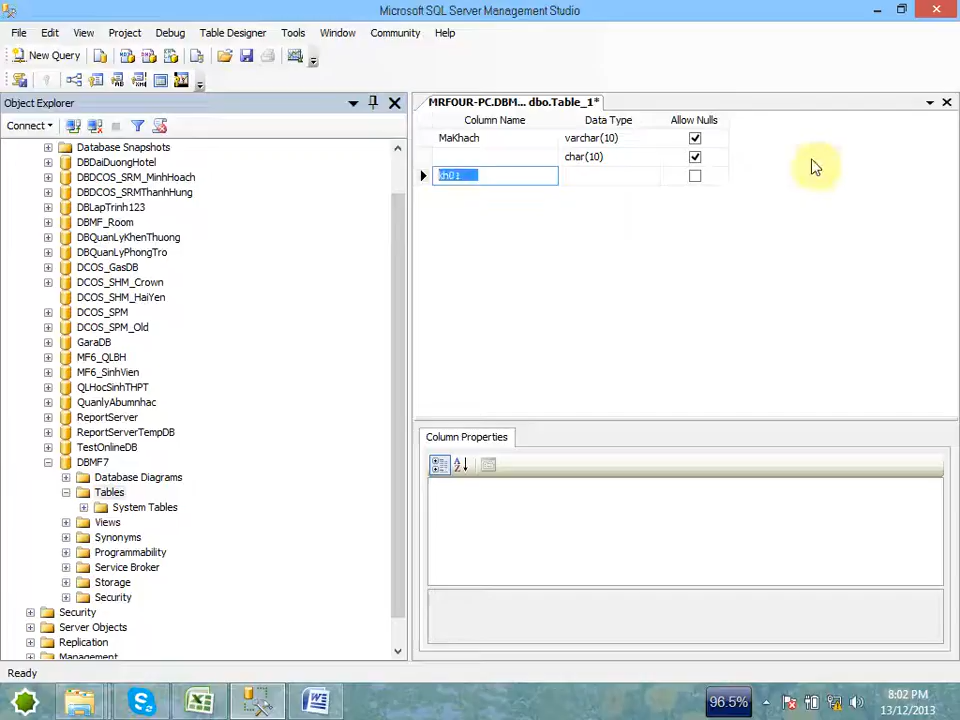 Microsoft SQL Server Management Studio
File Edit View Project Debug Table Designer Tools Window Community Help
New Query
Object Explorer
Connect
Database Snapshots
DBDaiDuongHotel
DBDCOS_SRM_MinhHoach
DBDCOS_SRMThanhHung
DBLapTrinh123
DBMF_Room
DBQuanLyKhenThuong
DBQuanLyPhongTro
DCOS_GasDB
DCOS_SHM_Crown
DCOS_SHM_HaiYen
DCOS_SPM
DCOS_SPM_Old
GaraDB
MF6_QLBH
MF6_SinhVien
QLHocSinhTHPT
QuanlyAbumnhac
ReportServer
ReportServerTempDB
TestOnlineDB
DBMF7
Database Diagrams
Tables
System Tables
Views
Synonyms
Programmability
Service Broker
Storage
Security
Security
Server Objects
Replication
Management
MRFOUR-PC.DBM... dbo.Table_1*
Column Name Data Type Allow Nulls
MaKhach varchar(10)
char(10)
kh01
Column Properties
Ready
96.5%
8:02 PM
13/12/2013